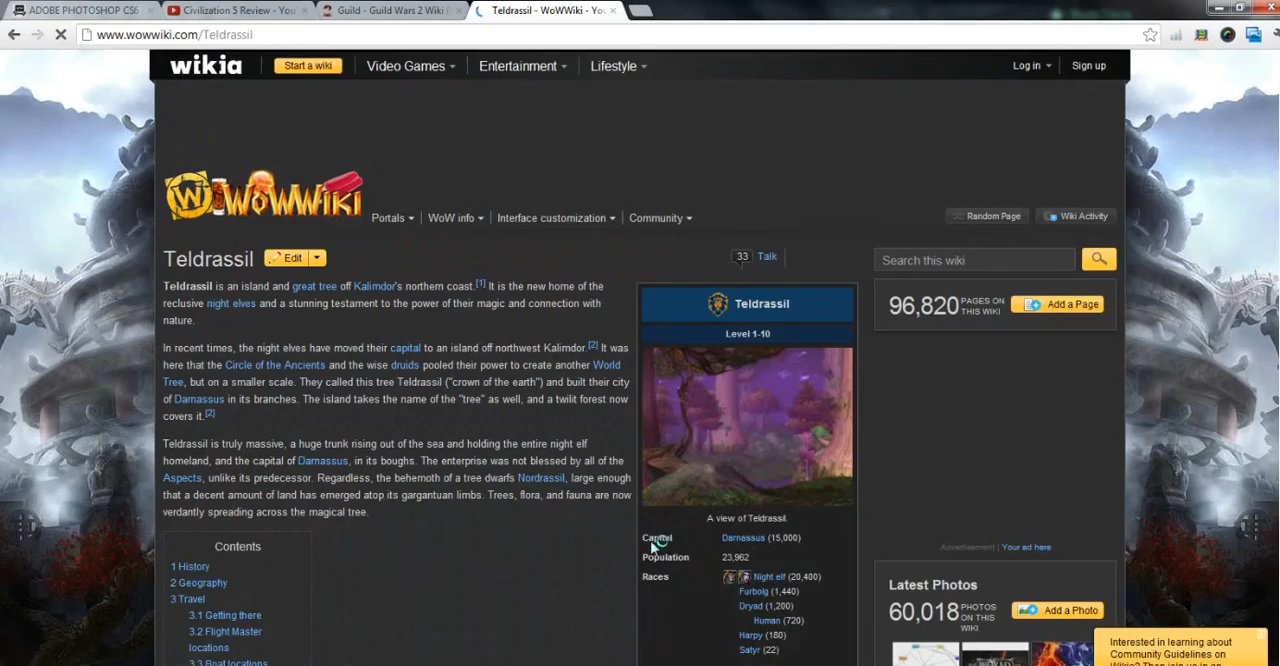 ADOBE PHOTOSHOP CS6
Civilization 5 Review - You
Guild - Guild Wars 2 Wiki (
Teldrassil - WoWWiki - You
www.wowwiki.com/Teldrassil
wikia
Start a wiki
Video Games
Entertainment
Lifestyle
Log in
Sign up
WoWWiki
Portals
WoW info
Interface customization
Community
Random Page
Wiki Activity
Teldrassil
Edit
33
Talk
Search this wiki
Teldrassil is an island and great tree off Kalimdor's northern coast.[1] It is the new home of the
reclusive night elves and a stunning testament to the power of their magic and connection with
nature.
In recent times, the night elves have moved their capital to an island off northwest Kalimdor.[2] It was
here that the Circle of the Ancients and the wise druids pooled their power to create another World
Tree, but on a smaller scale. They called this tree Teldrassil ("crown of the earth") and built their city
of Darnassus in its branches. The island takes the name of the "tree" as well, and a twilit forest now
covers it.[2]
Teldrassil is truly massive, a huge trunk rising out of the sea and holding the entire night elf
homeland, and the capital of Darnassus, in its boughs. The enterprise was not blessed by all of the
Aspects, unlike its predecessor. Regardless, the behemoth of a tree dwarfs Nordrassil, large enough
that a decent amount of land has emerged atop its gargantuan limbs. Trees, flora, and fauna are now
verdantly spreading across the magical tree.
Contents
1 History
2 Geography
3 Travel
3.1 Getting there
3.2 Flight Master
locations
3.3 Boat locations
Teldrassil
Level 1-10
A view of Teldrassil.
Capital Darnassus (15,000)
Population 23,962
Races Night elf (20,400)
Furbolg (1,440)
Dryad (1,200)
Human (720)
Harpy (180)
Satyr (22)
96,820 PAGES ON
THIS WIKI
Add a Page
Advertisement | Your ad here
Latest Photos
60,018 PHOTOS
ON THIS
WIKI
Add a Photo
Interested in learning about
Community Guidelines on